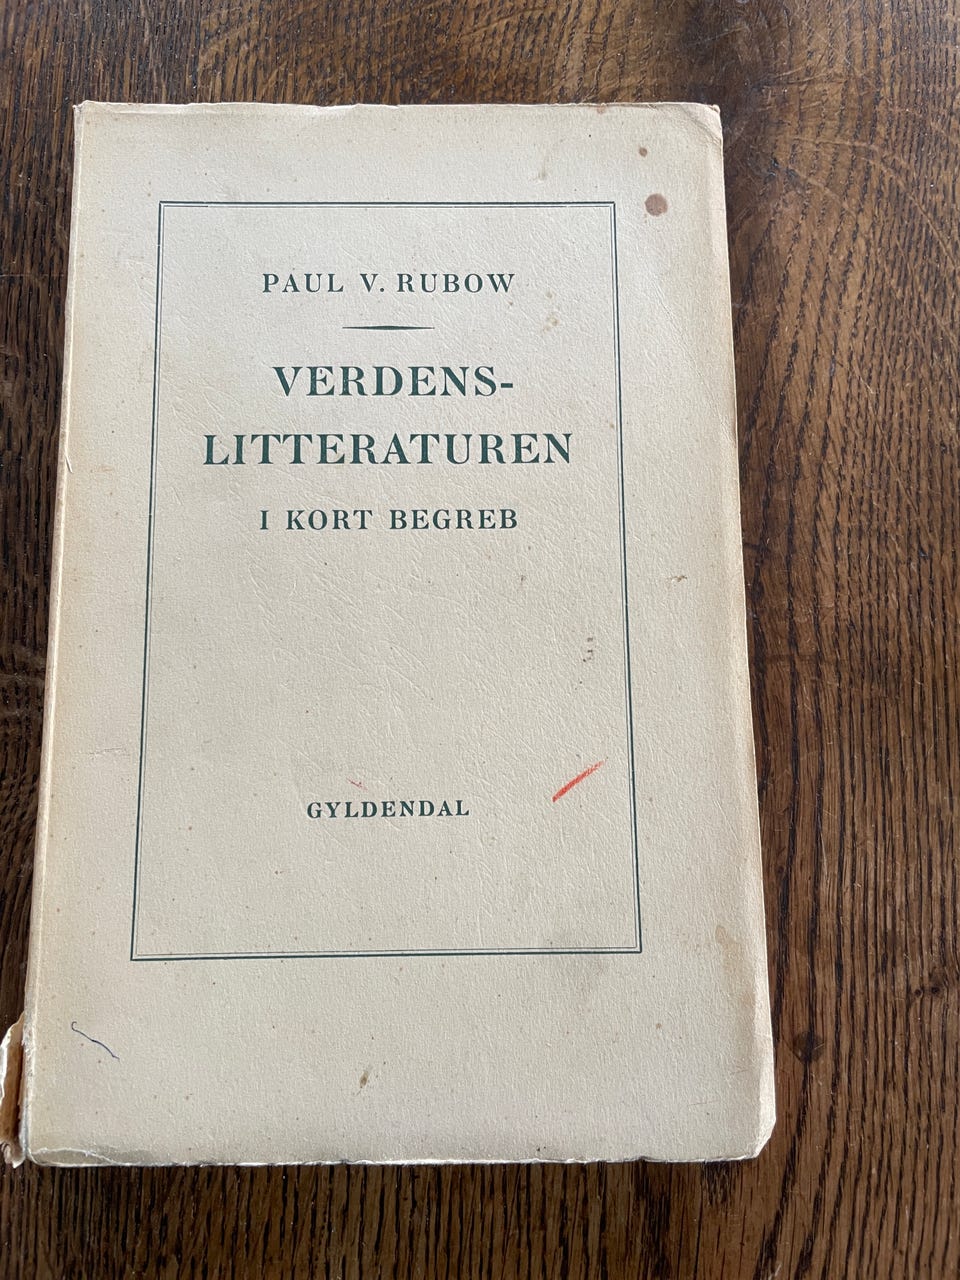 PAUL V. RUBOW
VERDENS-
LITTERATUREN
I KORT BEGREB
GYLDENDAL